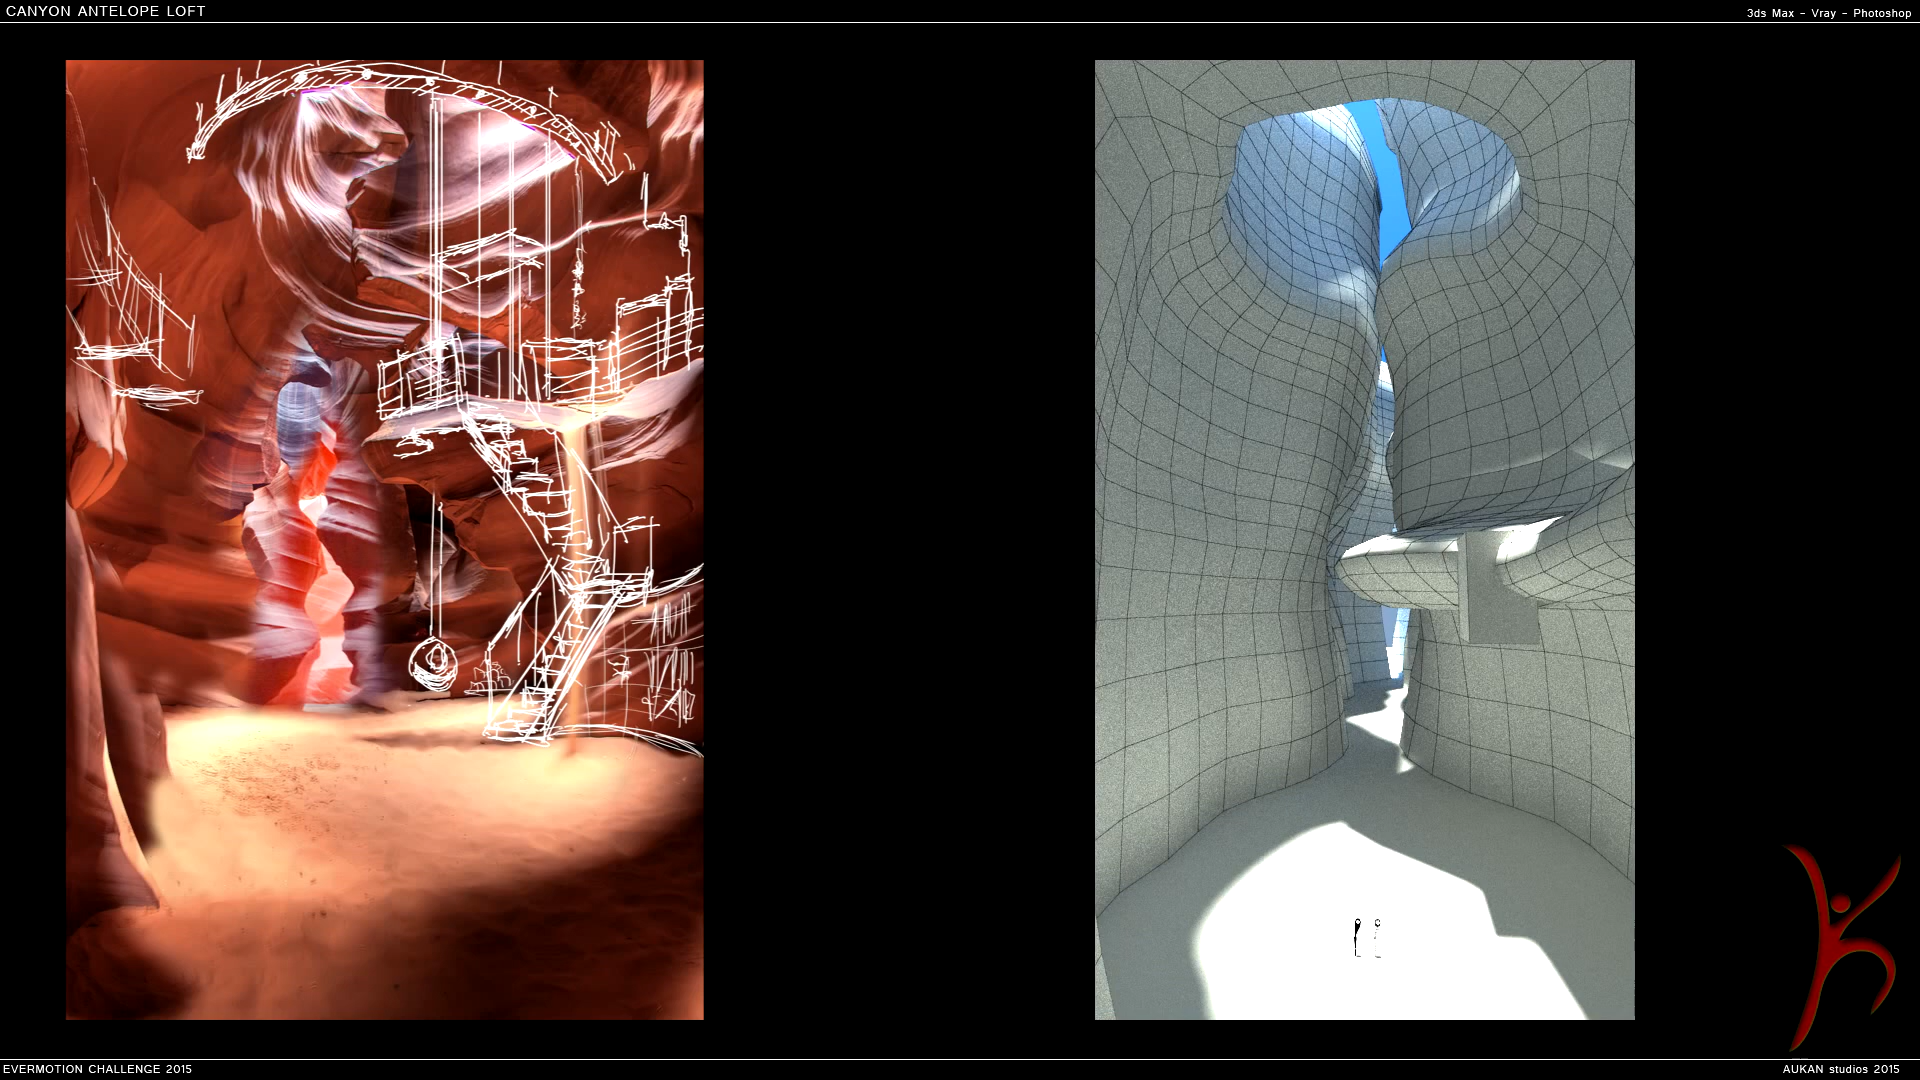 CANYON ANTELOPE LOFT
3ds Max – Vray – Photoshop
EVERMOTION CHALLENGE 2015
AUKAN studios 2015